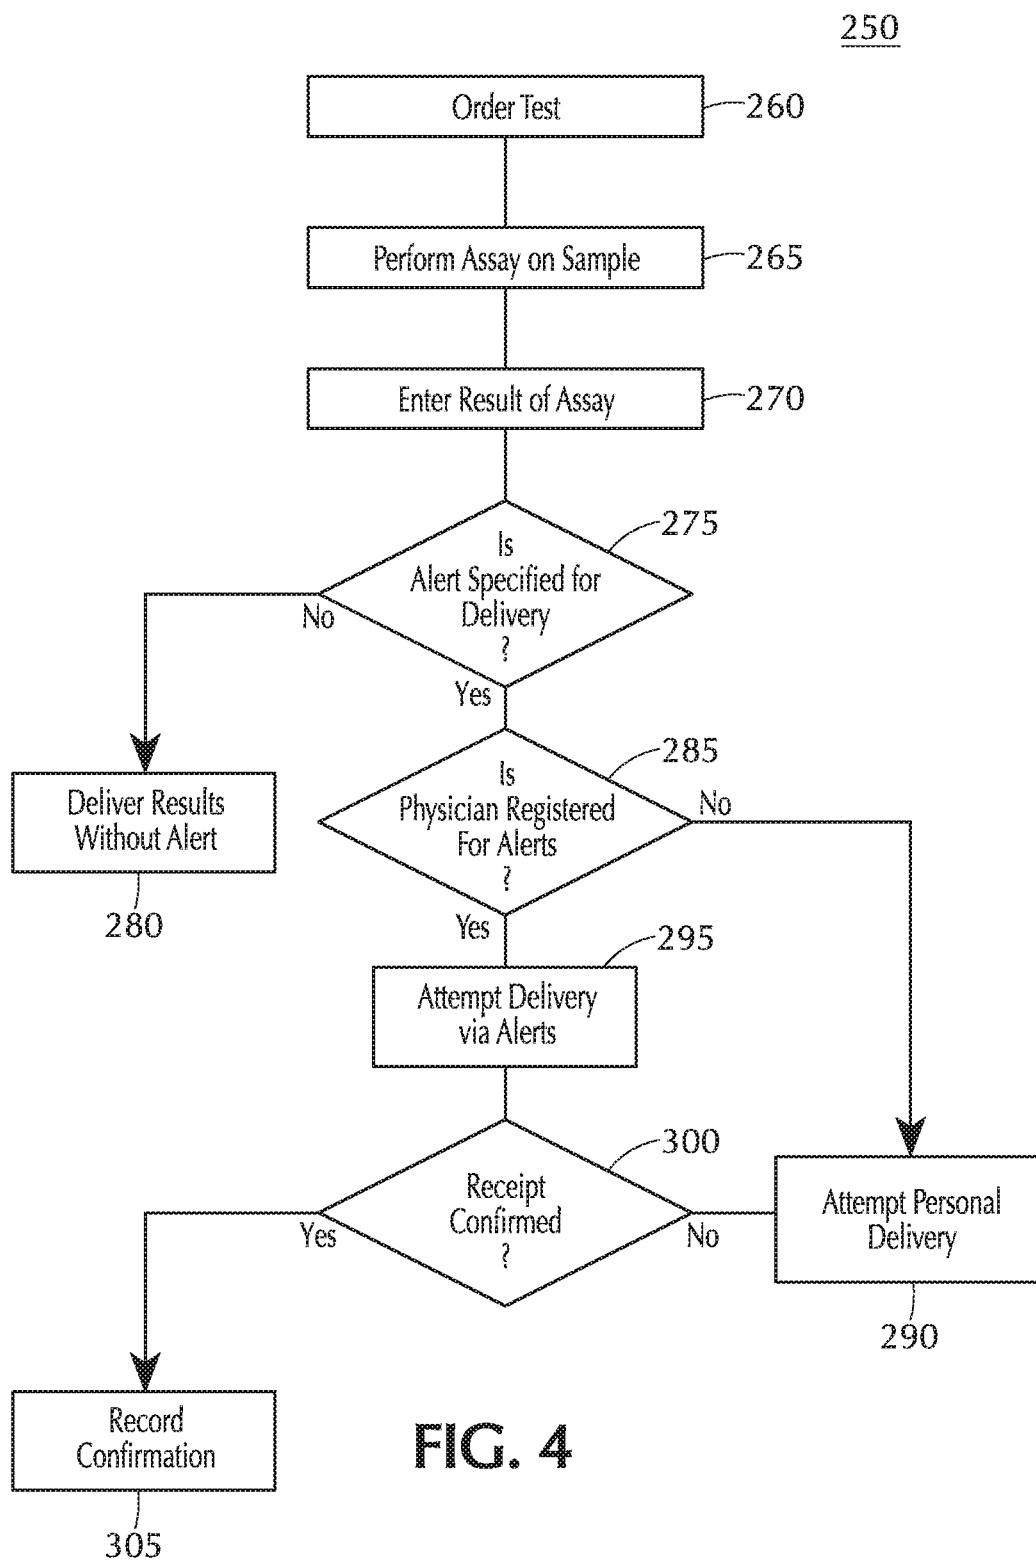 250
Order Test
260
Perform Assay on Sample
265
Enter Result of Assay
270
275
Is
Alert Specified for
Delivery
?
No
Yes
285
Is
Physician Registered
For Alerts
?
No
Deliver Results
Without Alert
280
Yes
295
Attempt Delivery
via Alerts
300
Receipt
Confirmed
?
Yes
No
Attempt Personal
Delivery
290
Record
Confirmation
305
FIG. 4